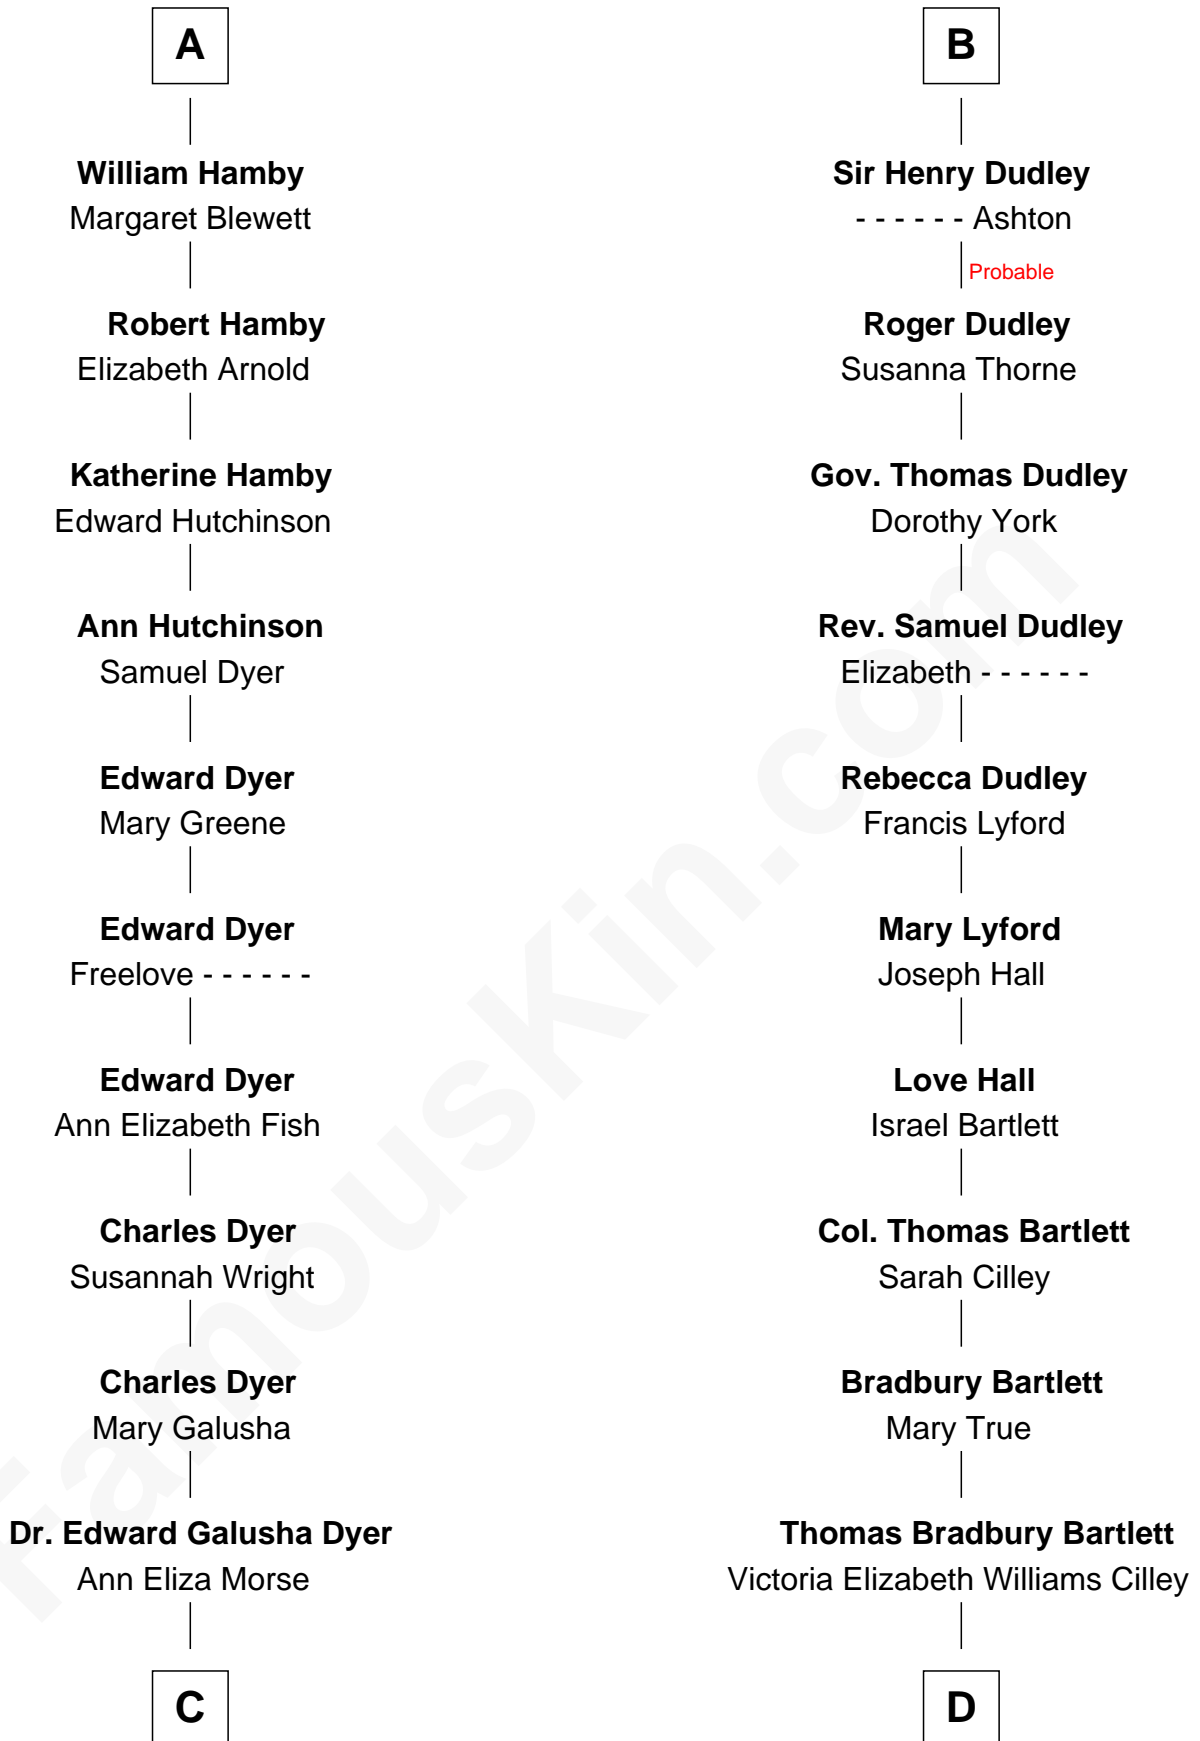 A
William Hamby
Margaret Blewett
Robert Hamby
Elizabeth Arnold
Katherine Hamby
Edward Hutchinson
Ann Hutchinson
Samuel Dyer
Edward Dyer
Mary Greene
Edward Dyer
Freelove - - - - - -
Edward Dyer
Ann Elizabeth Fish
Charles Dyer
Susannah Wright
Charles Dyer
Mary Galusha
Dr. Edward Galusha Dyer
Ann Eliza Morse
C
B
Sir Henry Dudley
- - - - - - Ashton
Probable
Roger Dudley
Susanna Thorne
Gov. Thomas Dudley
Dorothy York
Rev. Samuel Dudley
Elizabeth - - - - - -
Rebecca Dudley
Francis Lyford
Mary Lyford
Joseph Hall
Love Hall
Israel Bartlett
Col. Thomas Bartlett
Sarah Cilley
Bradbury Bartlett
Mary True
Thomas Bradbury Bartlett
Victoria Elizabeth Williams Cilley
D
FamousKin.com